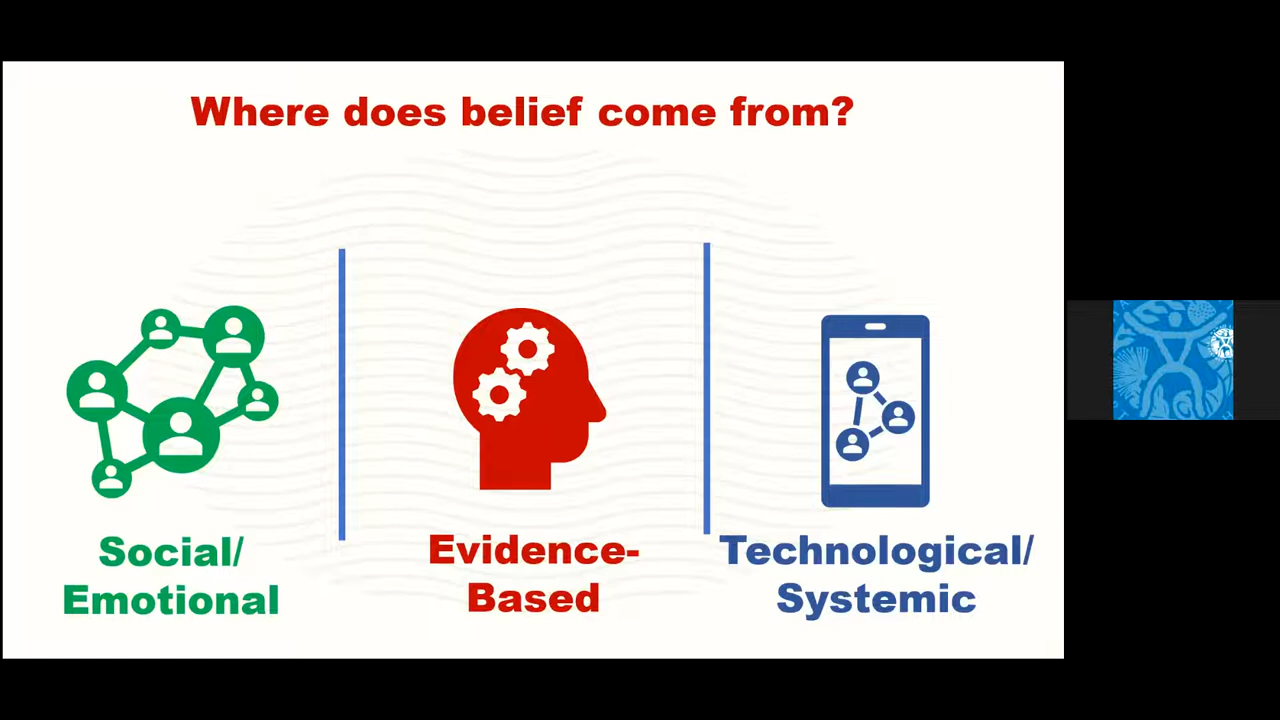 Where does belief come from?
Social/
Emotional
Evidence-
Based
Technological/
Systemic